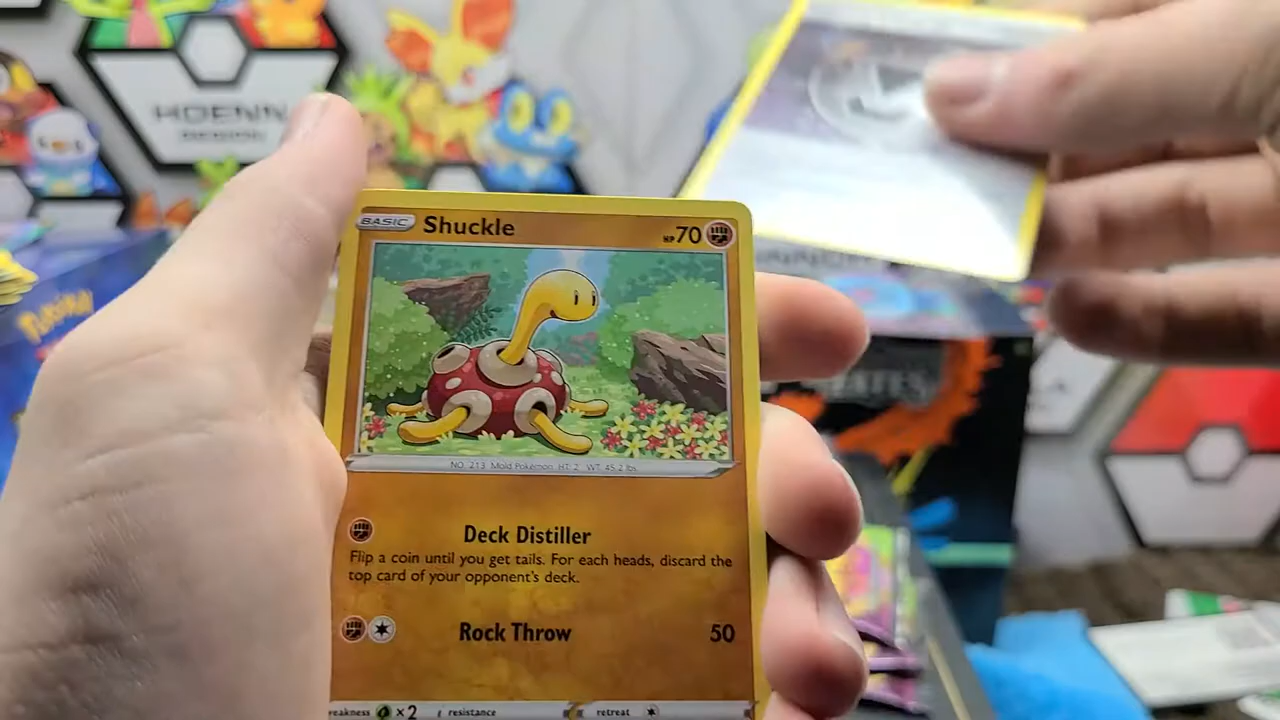 HOENN
DESIGN
POKÉMON
BASIC
Shuckle
HP 70
NO. 213 Mold Pokémon HT: 2' WT: 45.2 lbs.
Deck Distiller
Flip a coin until you get tails. For each heads, discard the
top card of your opponent's deck.
Rock Throw 50
weakness ×2 resistance retreat